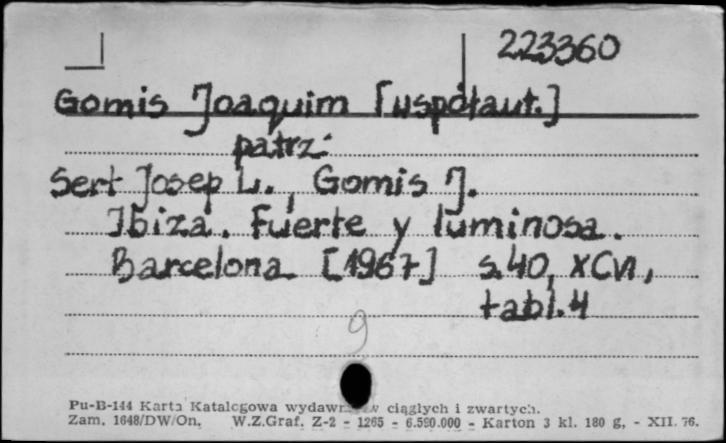 223360
Gomis Joaquim [współaut.]
patrz:
Sert Josep L., Gomis J.
Ibiza. Fuerte y luminosa.
Barcelona [1967] s.40, XCVI,
tabl.4
9
Pu-B-144 Karta Katalogowa ciągłych i zwartych.
Zam. 1648/DW/On. W.Z.Graf. Z-2 - 1265 - 6.590.000 - Karton 3 kl. 180 g, - XII. 76.